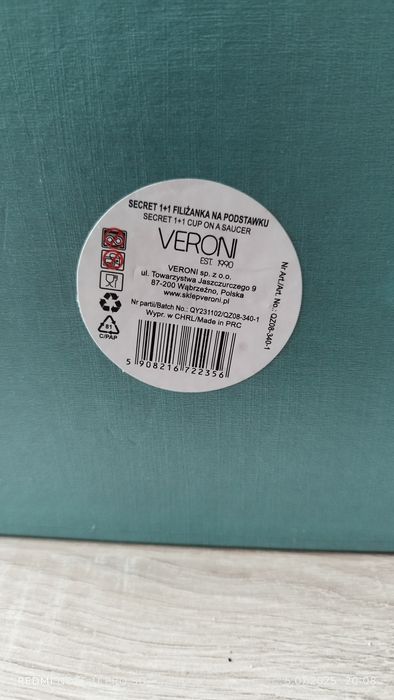 SECRET 1+1 FILIŻANKA NA PODSTAWKU
SECRET 1+1 CUP ON A SAUCER
VERONI
EST. 1990
VERONI sp. z o.o.
ul. Towarzystwa Jaszczurczego 9
87-200 Wąbrzeźno, Polska
www.sklepveroni.pl
Nr partii/Batch No.: QY231102/QZ08-340-1
Wypr. w CHRL/Made in PRC
5 908216 722356
Nr Art./Art. No.: QZ08-340-1
81
C/PAP